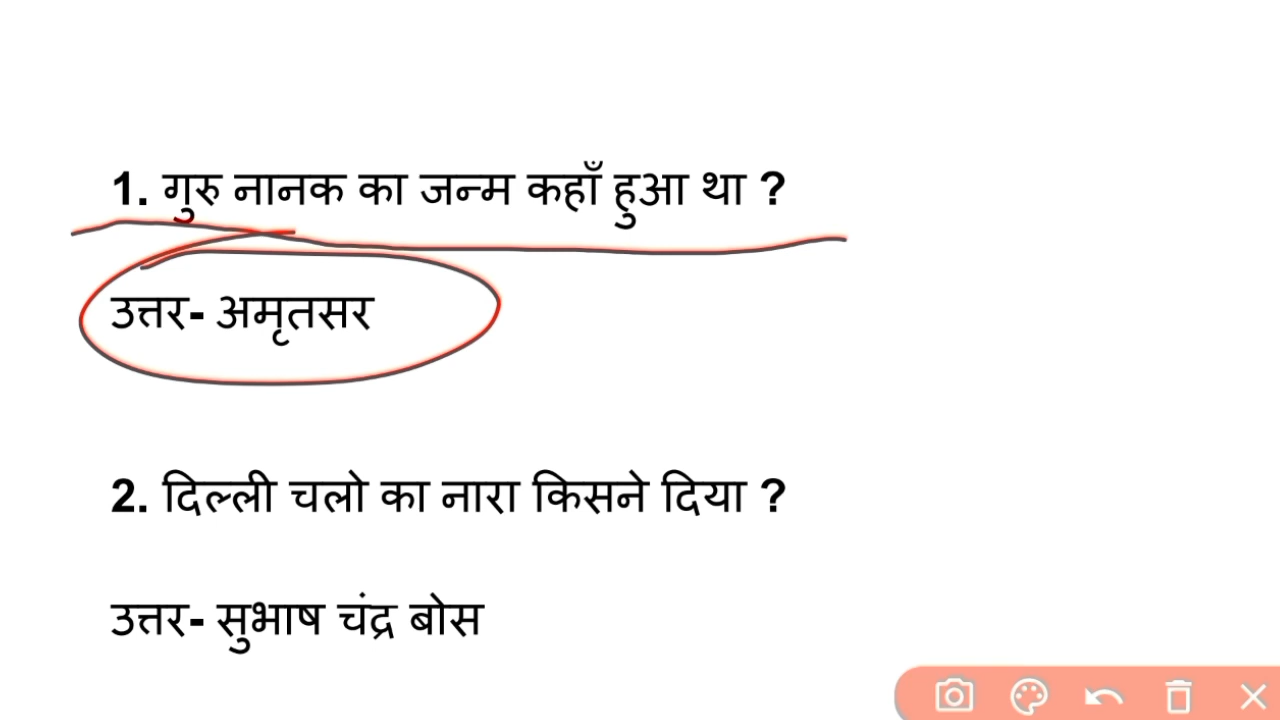 1. गुरु नानक का जन्म कहाँ हुआ था ?
उत्तर- अमृतसर
2. दिल्ली चलो का नारा किसने दिया ?
उत्तर- सुभाष चंद्र बोस